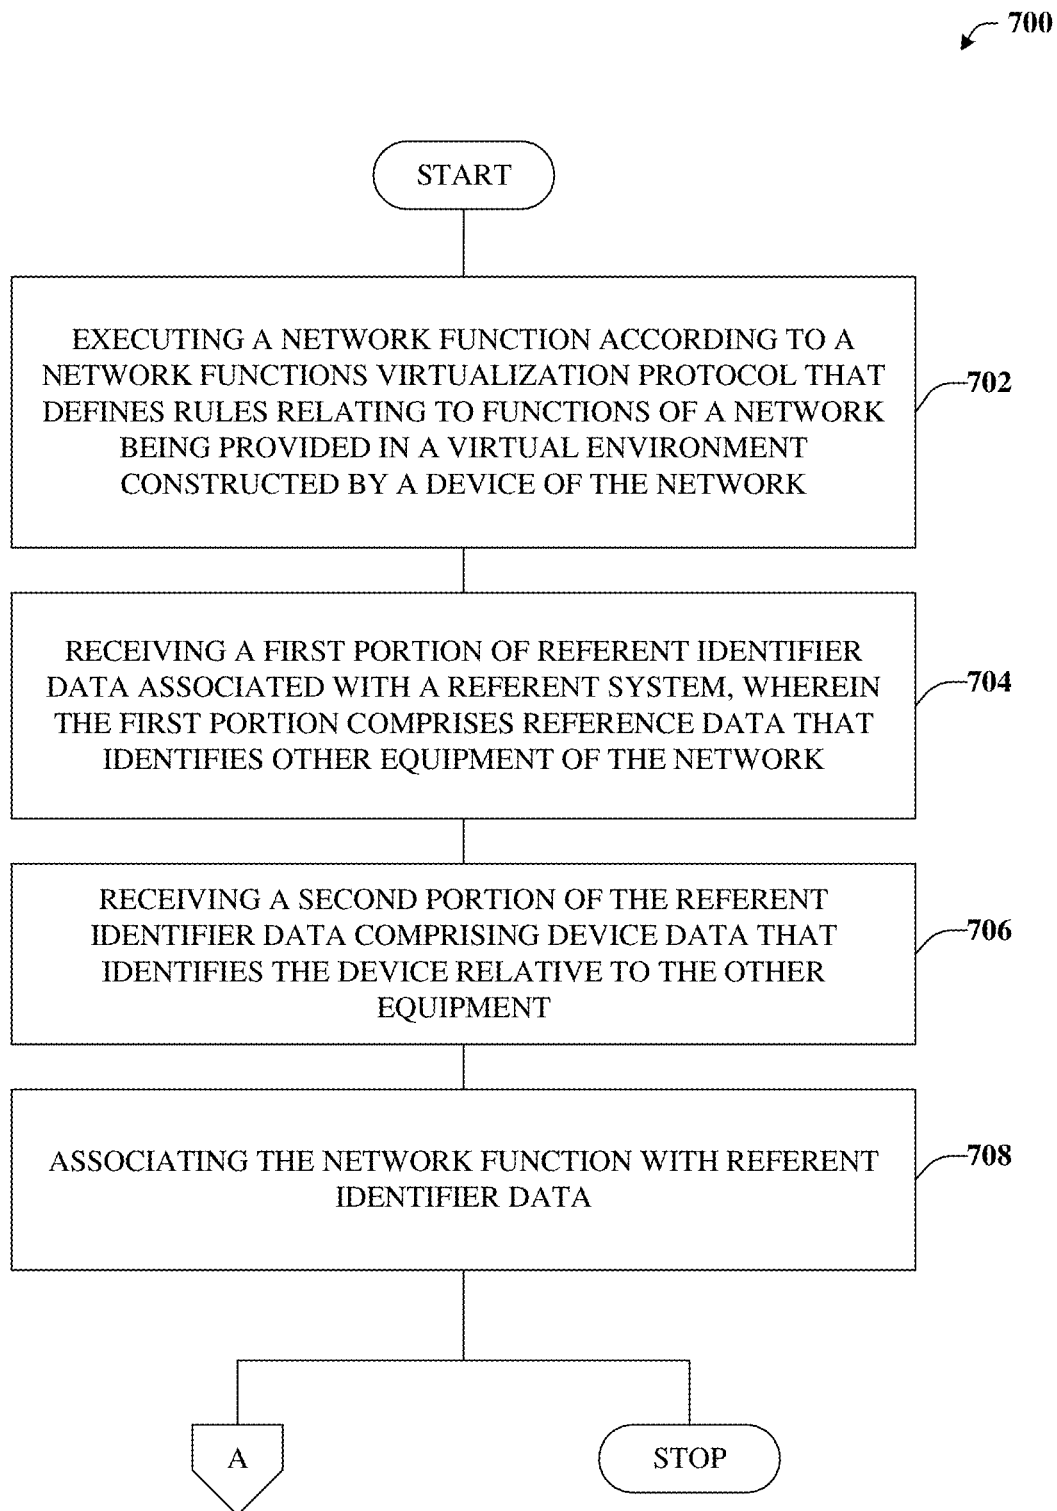 700
START
EXECUTING A NETWORK FUNCTION ACCORDING TO A
NETWORK FUNCTIONS VIRTUALIZATION PROTOCOL THAT
DEFINES RULES RELATING TO FUNCTIONS OF A NETWORK
BEING PROVIDED IN A VIRTUAL ENVIRONMENT
CONSTRUCTED BY A DEVICE OF THE NETWORK
702
RECEIVING A FIRST PORTION OF REFERENT IDENTIFIER
DATA ASSOCIATED WITH A REFERENT SYSTEM, WHEREIN
THE FIRST PORTION COMPRISES REFERENCE DATA THAT
IDENTIFIES OTHER EQUIPMENT OF THE NETWORK
704
RECEIVING A SECOND PORTION OF THE REFERENT
IDENTIFIER DATA COMPRISING DEVICE DATA THAT
IDENTIFIES THE DEVICE RELATIVE TO THE OTHER
EQUIPMENT
706
ASSOCIATING THE NETWORK FUNCTION WITH REFERENT
IDENTIFIER DATA
708
A
STOP